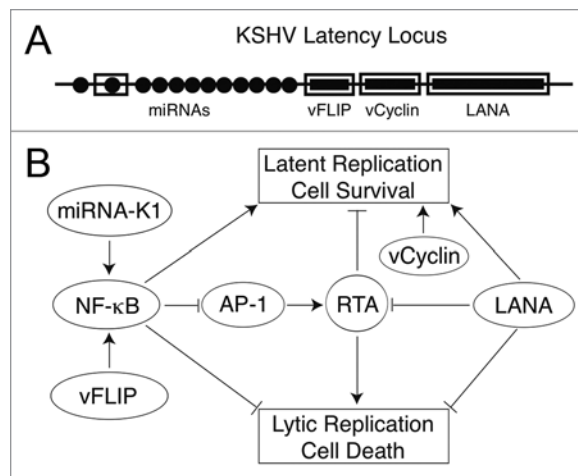 A
KSHV Latency Locus
miRNAs
vFLIP
vCyclin
LANA
B
Latent Replication
Cell Survival
miRNA-K1
vCyclin
NF-κB
AP-1
RTA
LANA
vFLIP
Lytic Replication
Cell Death